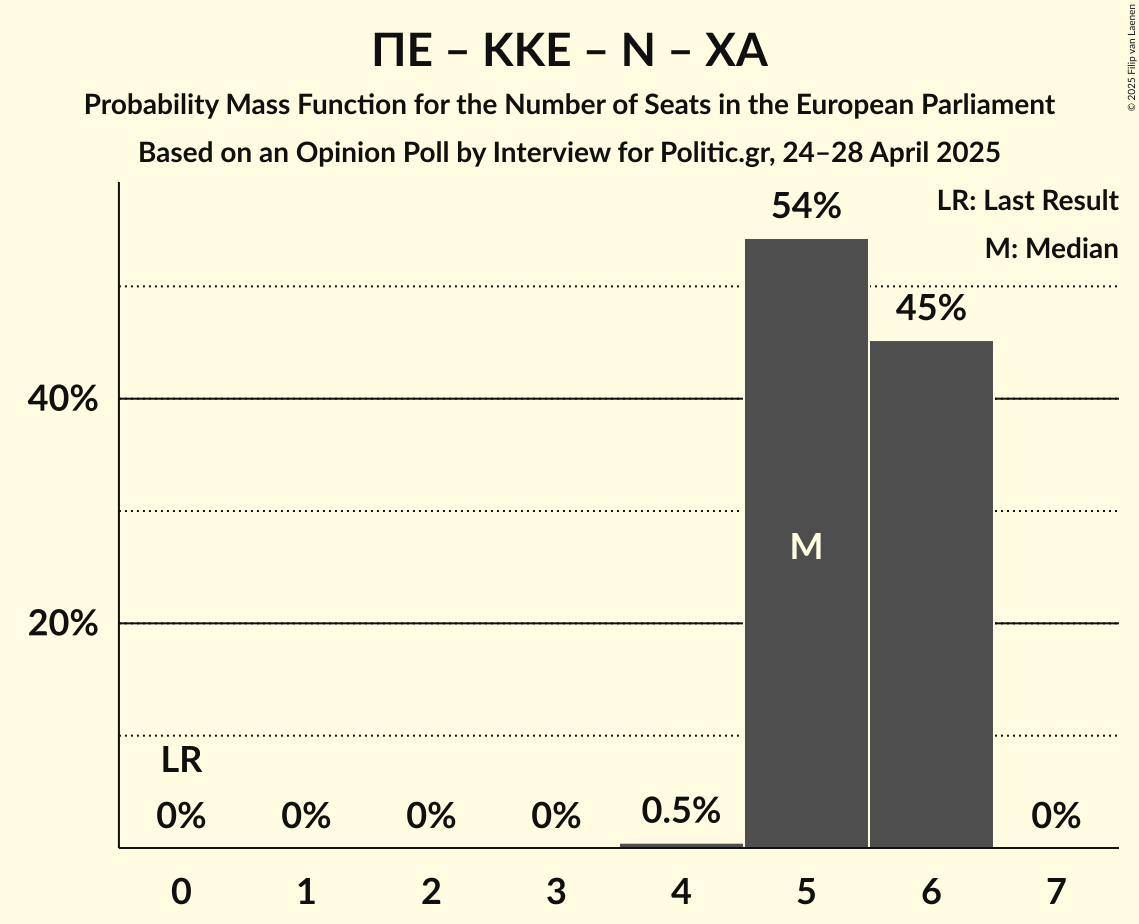 ΠΕ – ΚΚΕ – Ν – ΧΑ
Probability Mass Function for the Number of Seats in the European Parliament
Based on an Opinion Poll by Interview for Politic.gr, 24–28 April 2025
© 2025 Filip van Laenen
LR: Last Result
M: Median
54%
45%
40%
M
20%
LR
0% 0% 0% 0% 0.5% 0%
0 1 2 3 4 5 6 7